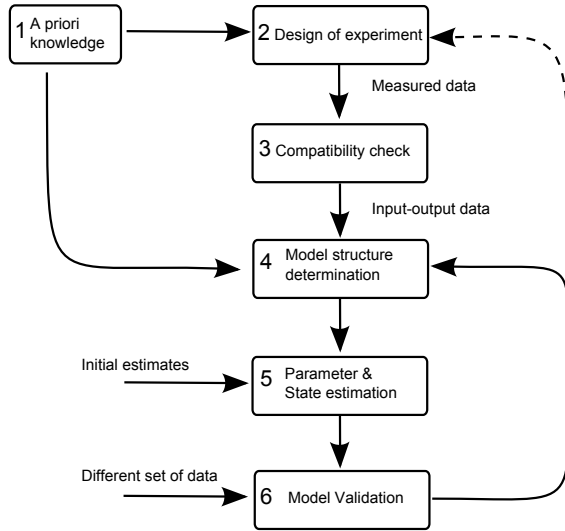 1 A priori
knowledge
2 Design of experiment
Measured data
3 Compatibility check
Input-output data
4 Model structure
determination
Initial estimates
5 Parameter &
State estimation
Different set of data
6 Model Validation